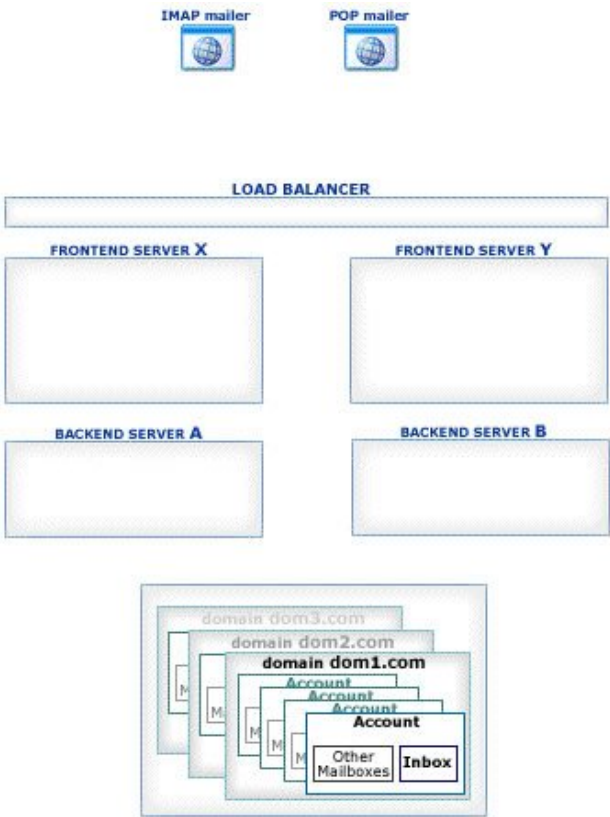 IMAP mailer
POP mailer
LOAD BALANCER
FRONTEND SERVER X
FRONTEND SERVER Y
BACKEND SERVER A
BACKEND SERVER B
domain dom3.com
domain dom2.com
domain dom1.com
Account
Account
Account
Account
Other
Mailboxes
Inbox
M
M
M
M
M